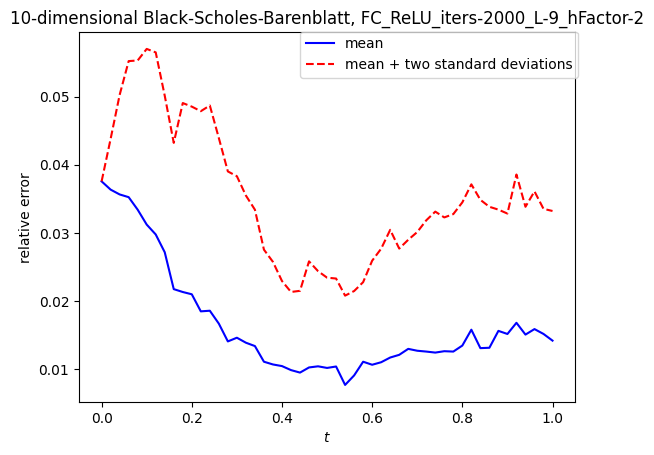 10-dimensional Black-Scholes-Barenblatt, FC_ReLU_iters-2000_L-9_hFactor-2
mean
mean + two standard deviations
relative error
0.05
0.04
0.03
0.02
0.01
0.0 0.2 0.4 0.6 0.8 1.0
t